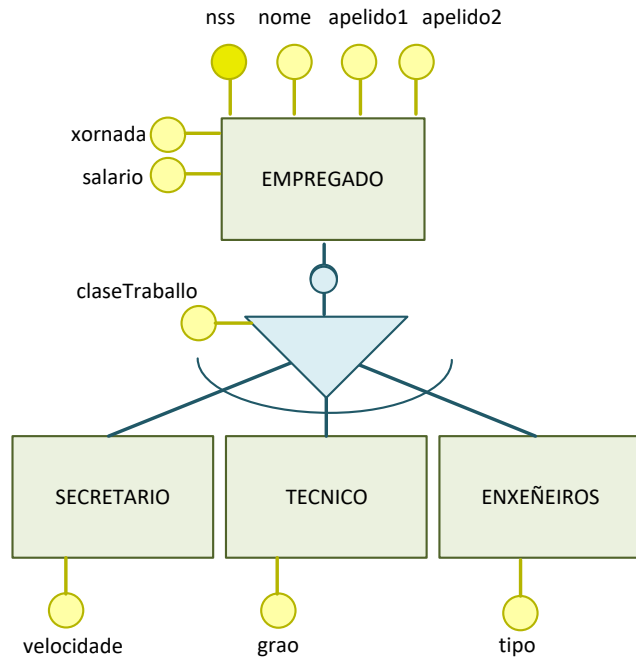 nss nome apelido1 apelido2
xornada
salario
EMPREGADO
claseTraballo
SECRETARIO TECNICO ENXEÑEIROS
velocidade grao tipo